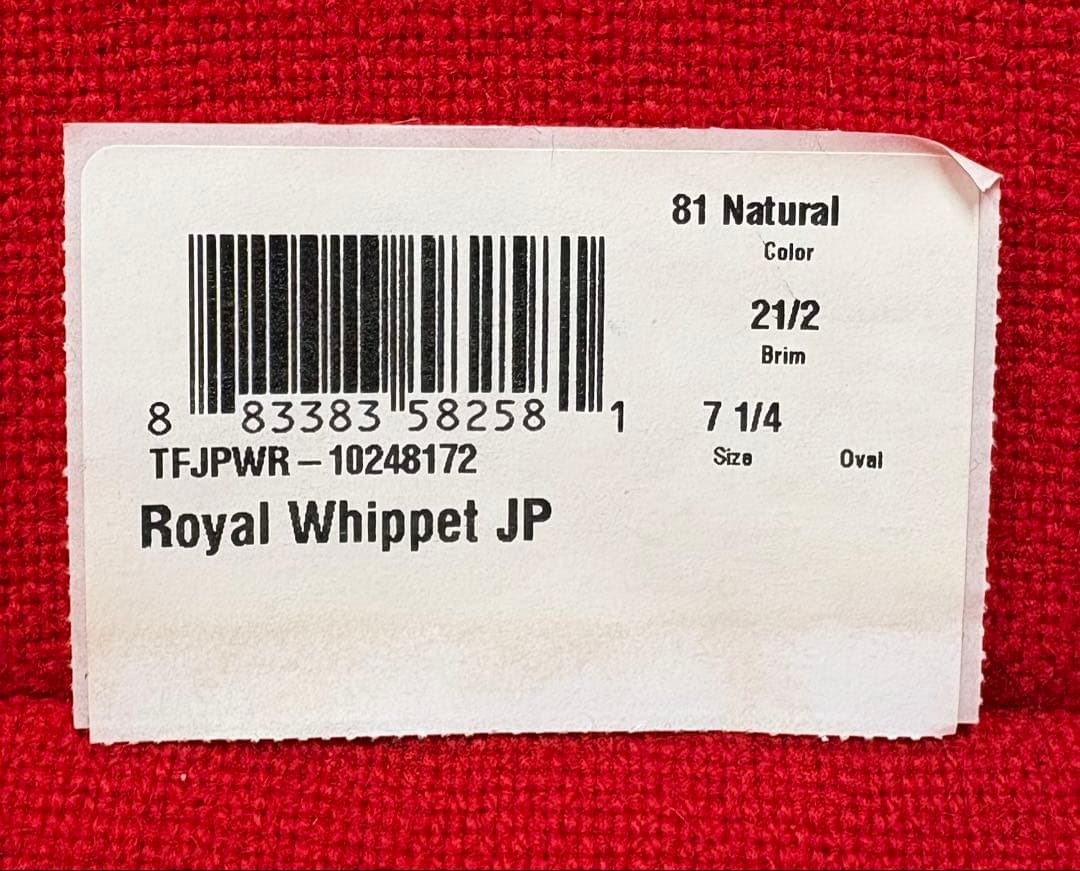 81 Natural
Color
21/2
Brim
8 83383 58258 1
7 1/4
Size
Oval
TFJPWR – 10248172
Royal Whippet JP